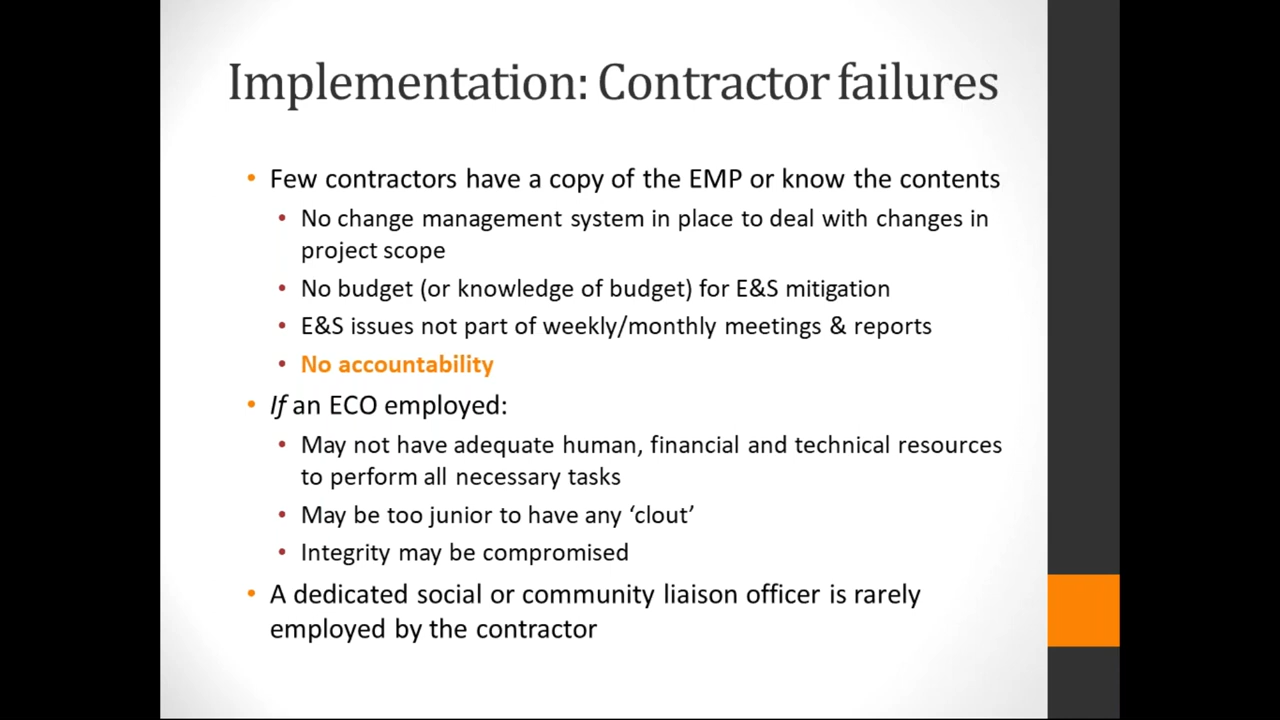 Implementation: Contractor failures
• Few contractors have a copy of the EMP or know the contents
• No change management system in place to deal with changes in
project scope
• No budget (or knowledge of budget) for E&S mitigation
• E&S issues not part of weekly/monthly meetings & reports
• No accountability
• If an ECO employed:
• May not have adequate human, financial and technical resources
to perform all necessary tasks
• May be too junior to have any ‘clout’
• Integrity may be compromised
• A dedicated social or community liaison officer is rarely
employed by the contractor